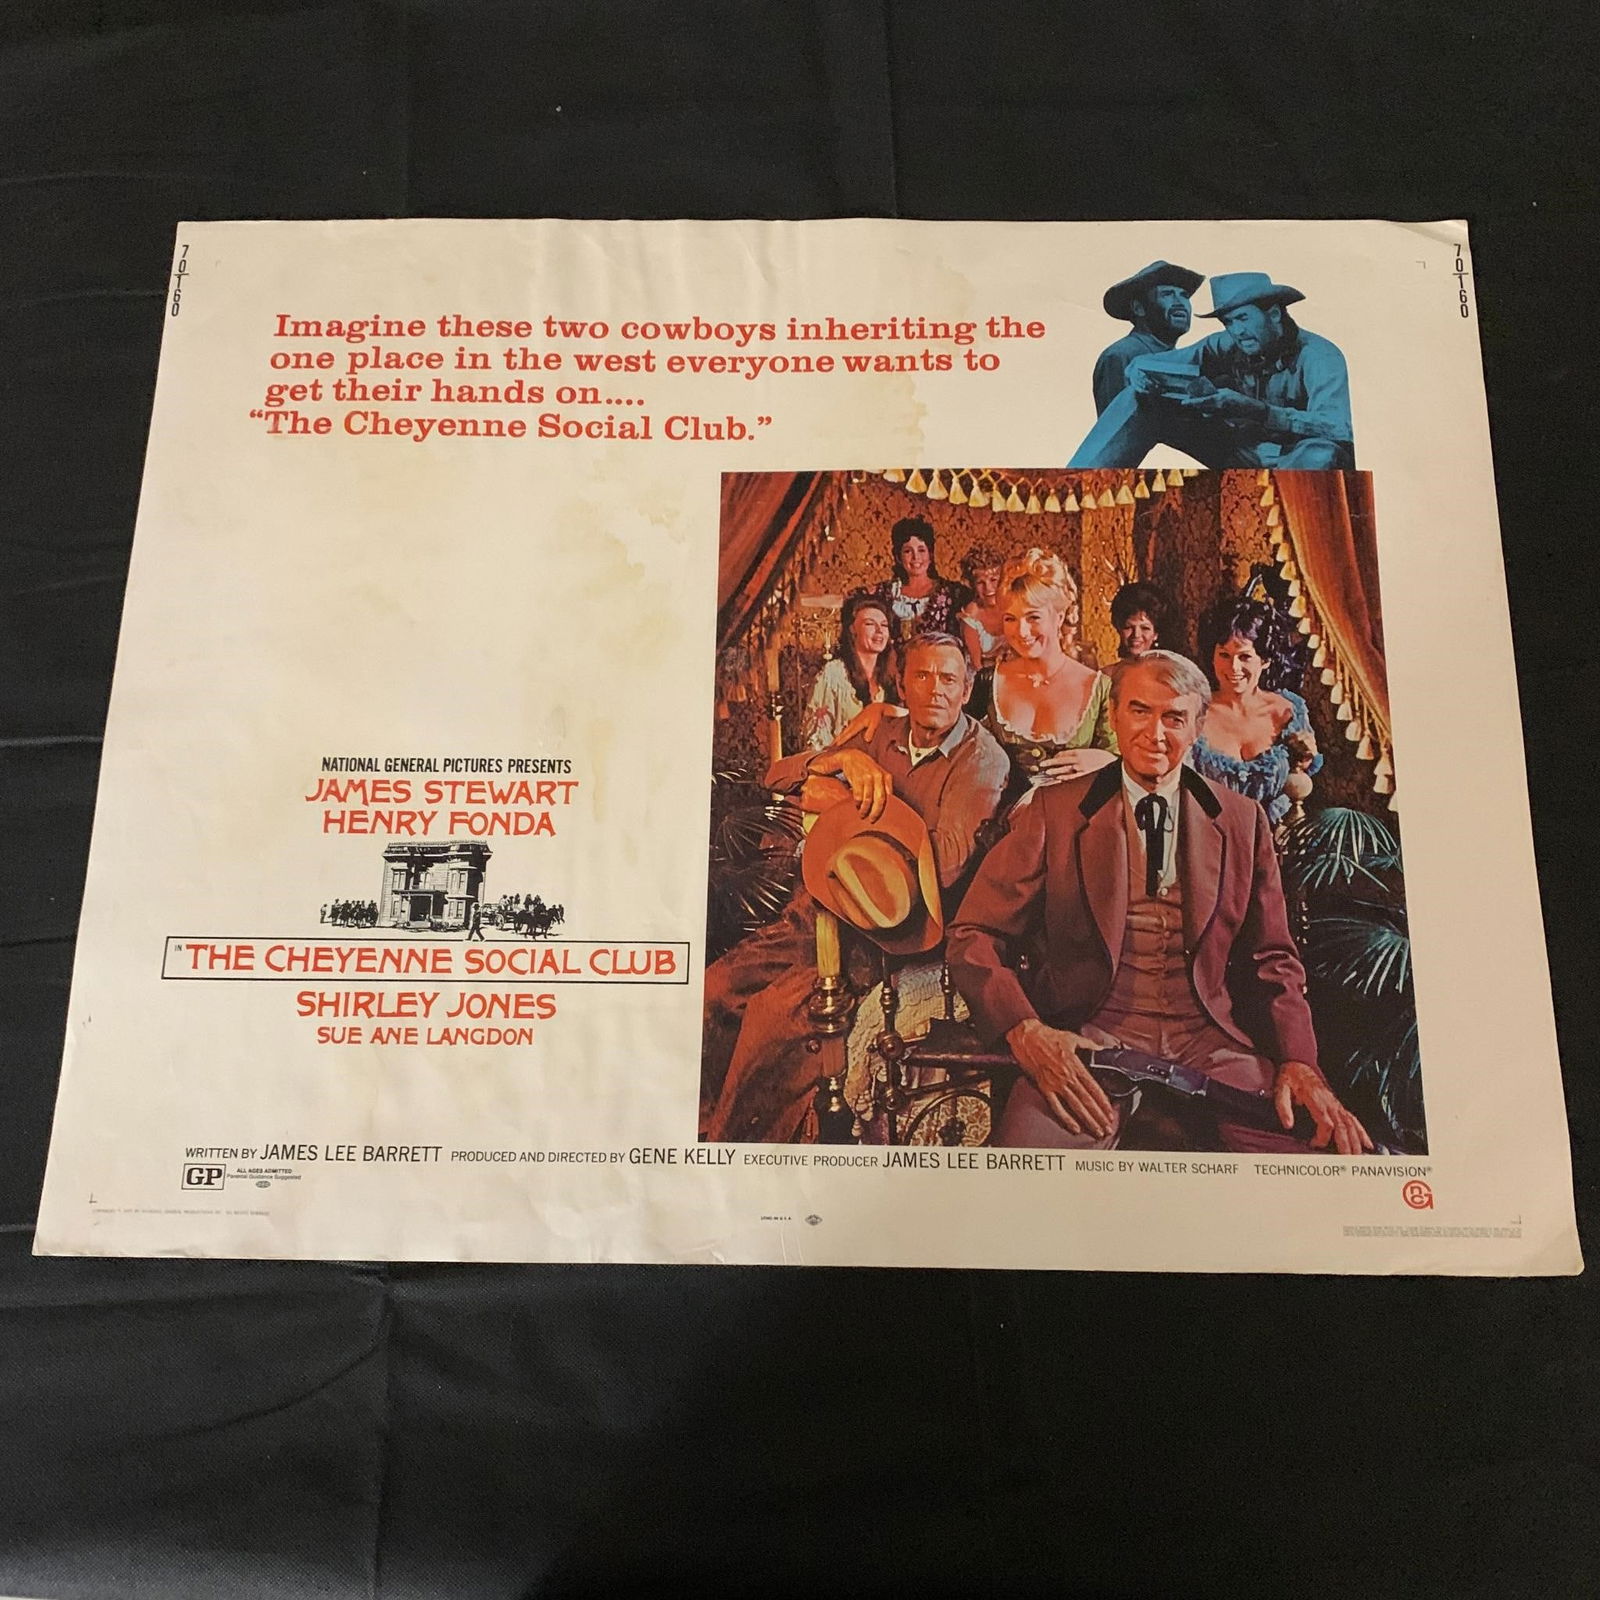 70/160
70/160
Imagine these two cowboys inheriting the
one place in the west everyone wants to
get their hands on....
“The Cheyenne Social Club.”
NATIONAL GENERAL PICTURES PRESENTS
JAMES STEWART
HENRY FONDA
IN THE CHEYENNE SOCIAL CLUB
SHIRLEY JONES
SUE ANE LANGDON
WRITTEN BY JAMES LEE BARRETT PRODUCED AND DIRECTED BY GENE KELLY EXECUTIVE PRODUCER JAMES LEE BARRETT MUSIC BY WALTER SCHARF TECHNICOLOR® PANAVISION®
GP ALL AGES ADMITTED
Parental Guidance Suggested